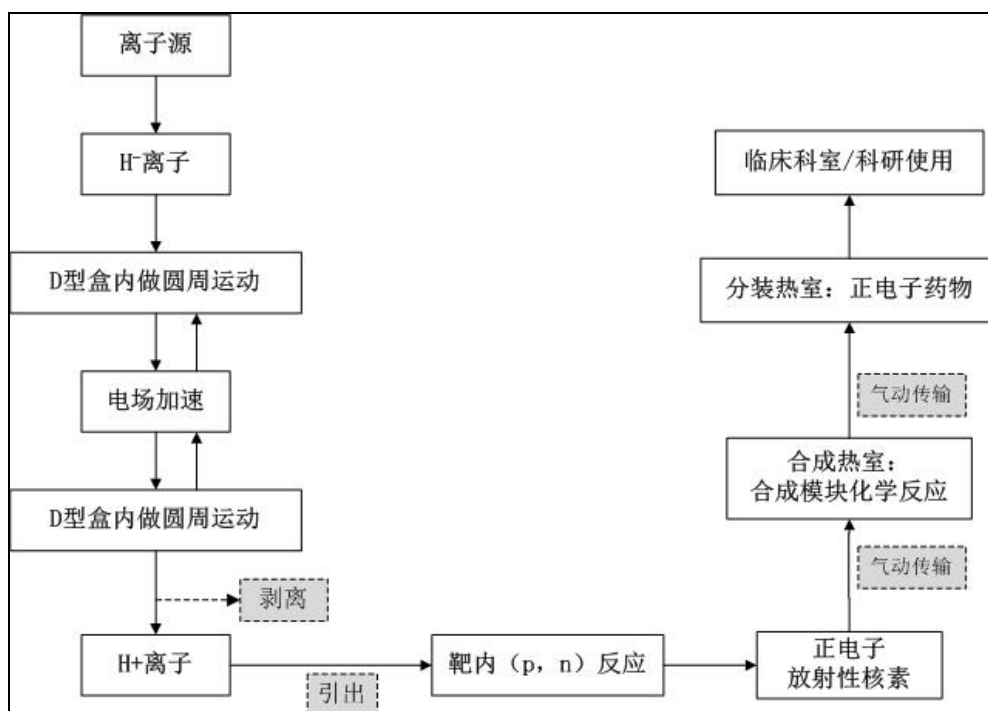 离子源
H⁻离子
D型盒内做圆周运动
电场加速
D型盒内做圆周运动
剥离
H+离子
引出
靶内（p，n）反应
正电子
放射性核素
气动传输
合成热室：
合成模块化学反应
气动传输
分装热室：正电子药物
临床科室/科研使用